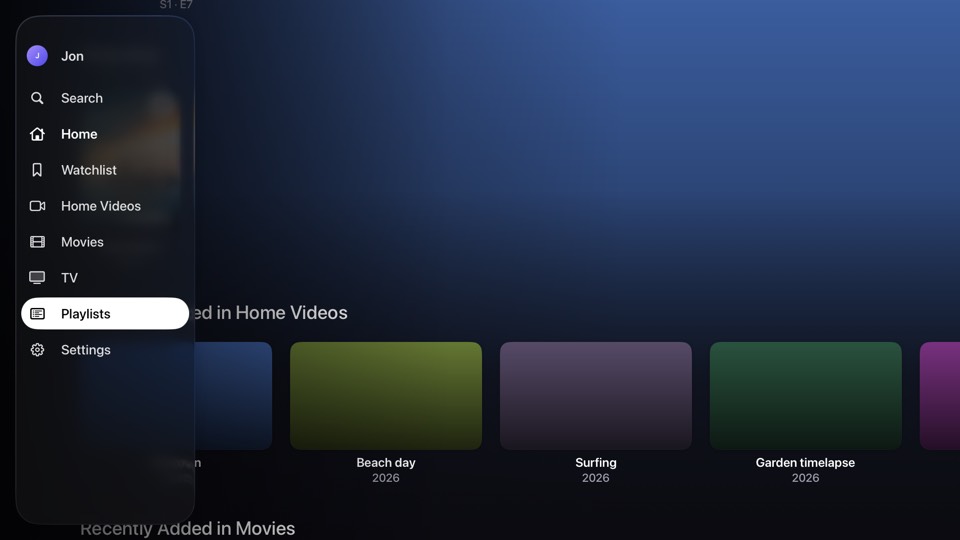 S1 · E7
J
Jon
Search
Home
Watchlist
Home Videos
Movies
TV
Playlists
ed in Home Videos
Settings
Beach day
Surfing
Garden timelapse
2026
2026
2026
Recently Added in Movies